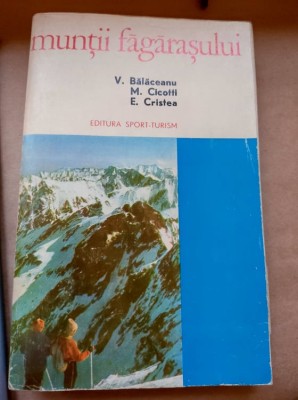 munții făgărașului
V. Bălăceanu
M. Cicotti
E. Cristea
EDITURA SPORT-TURISM